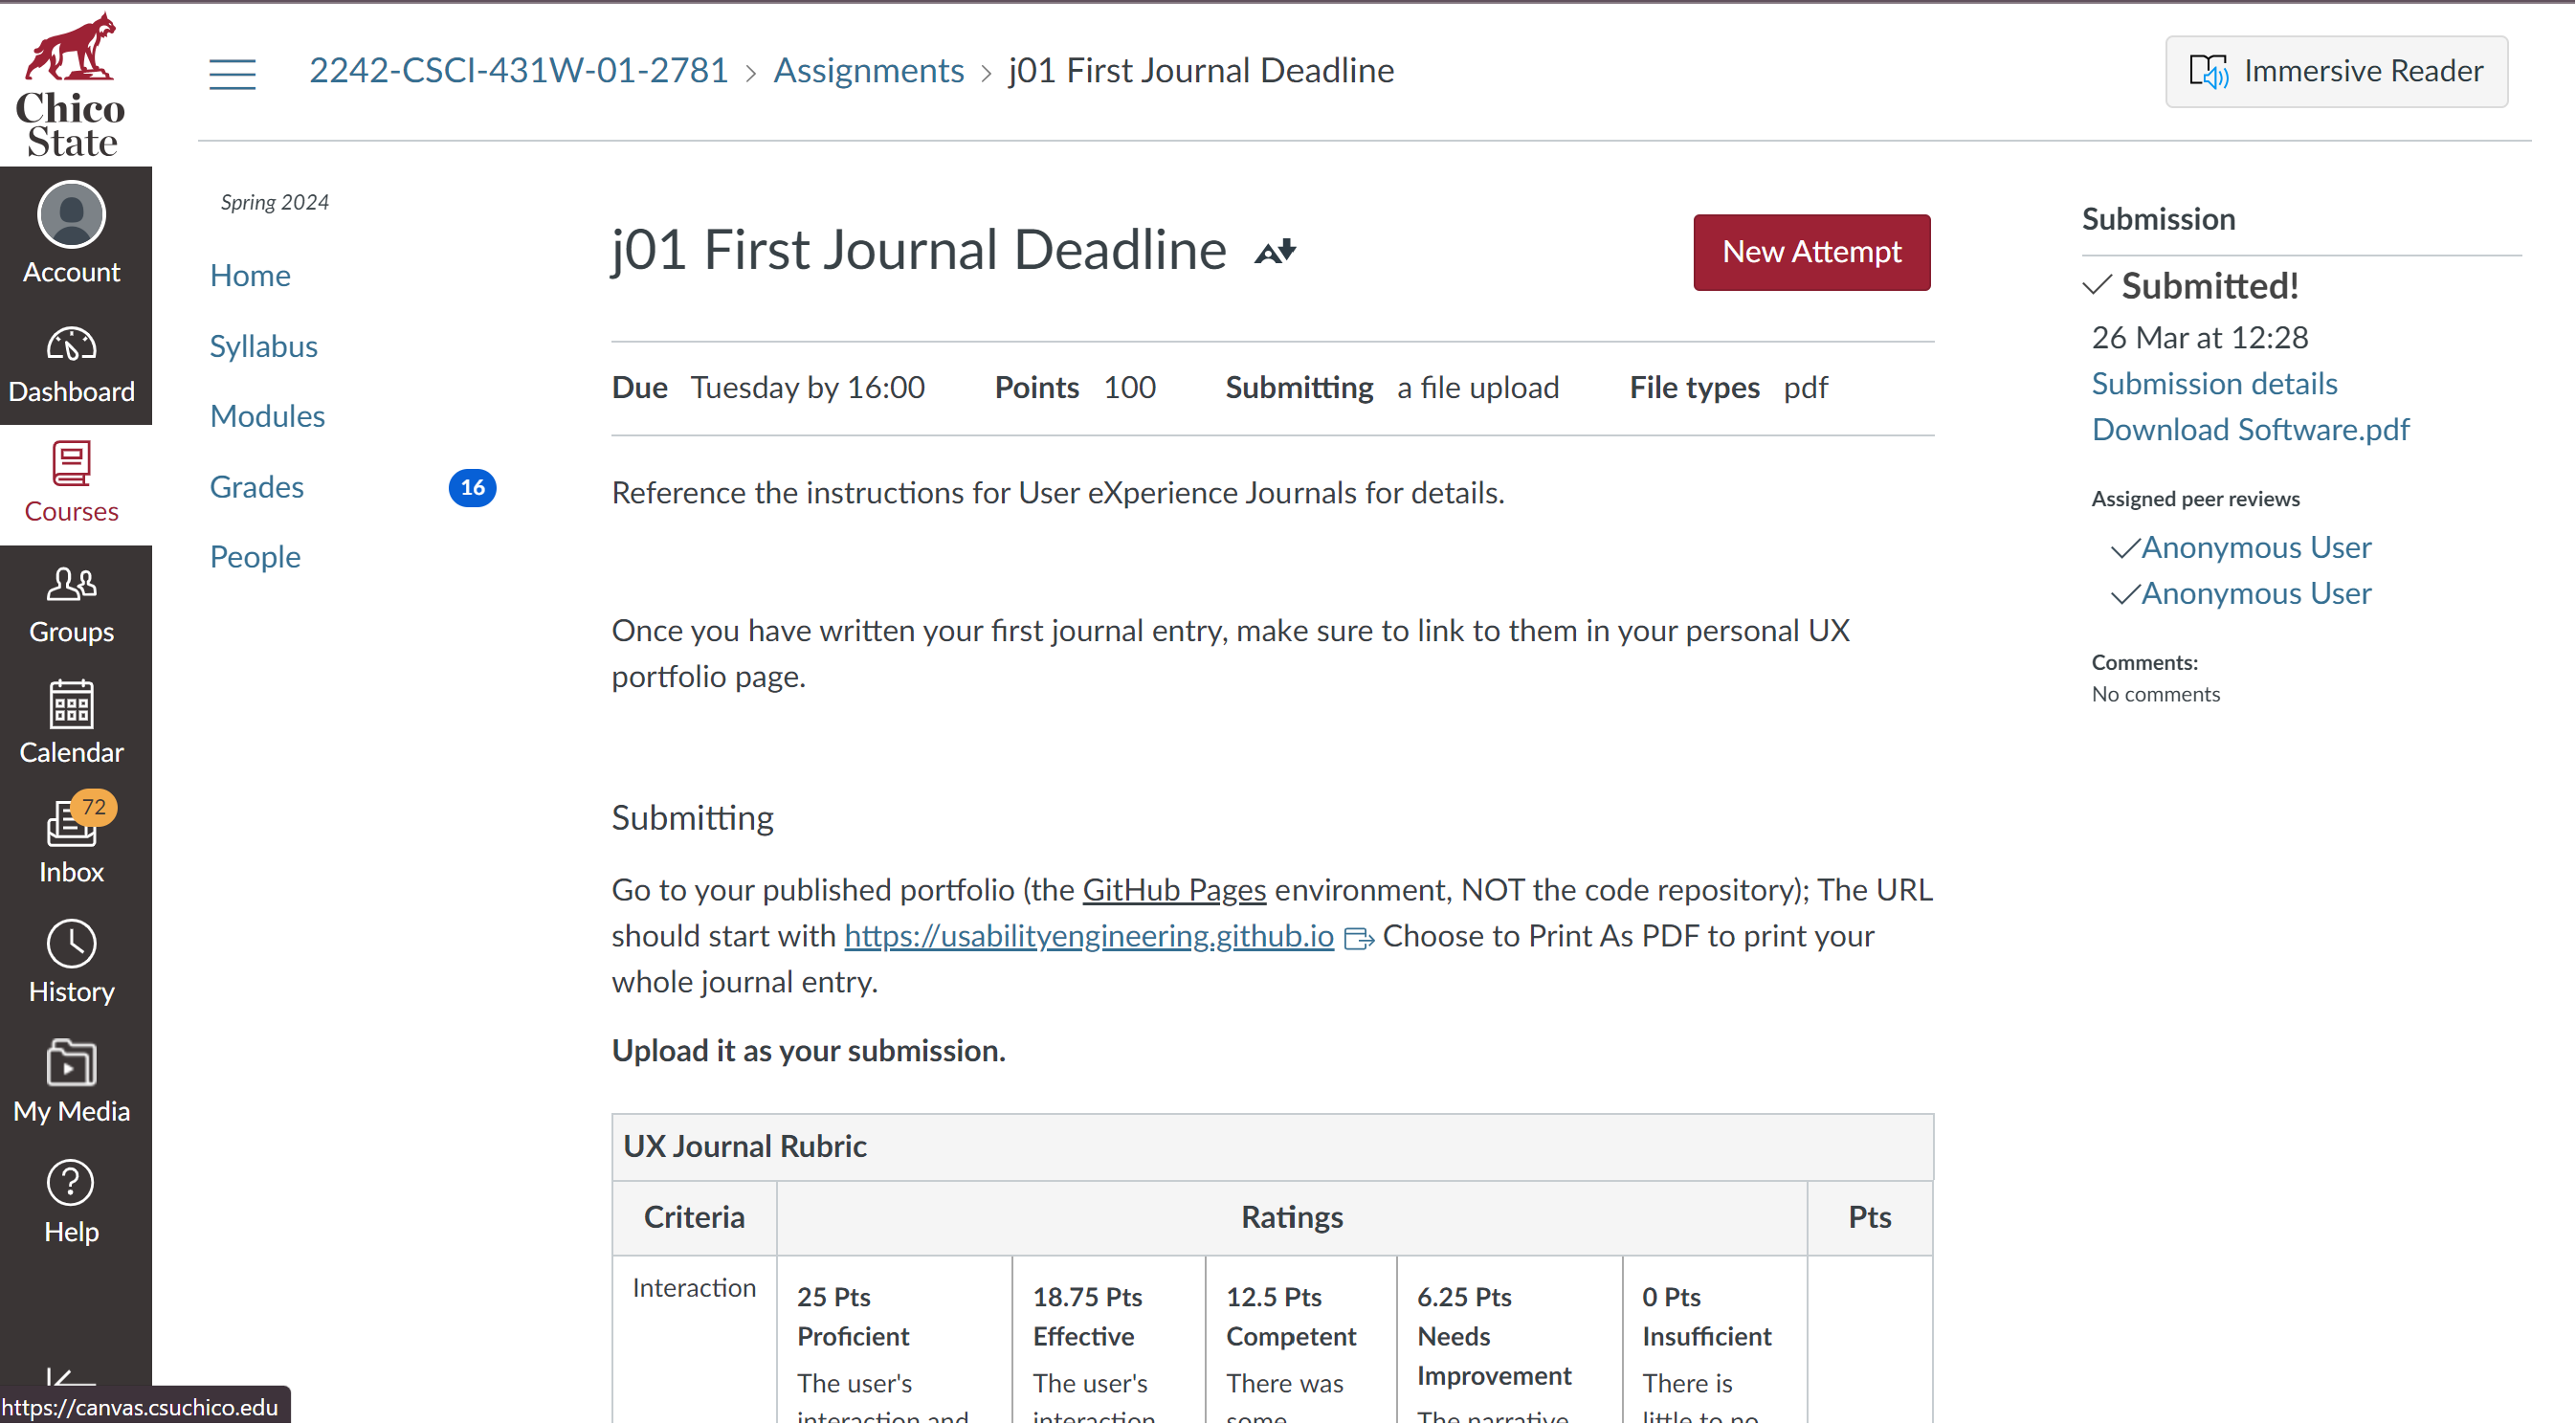 Chico
State
Account
Dashboard
Courses
Groups
Calendar
72
Inbox
History
My Media
Help
https://canvas.csuchico.edu
2242-CSCI-431W-01-2781 > Assignments > j01 First Journal Deadline
Immersive Reader
Spring 2024
Home
Syllabus
Modules
Grades 16
People
j01 First Journal Deadline
New Attempt
Due Tuesday by 16:00 Points 100 Submitting a file upload File types pdf
Reference the instructions for User eXperience Journals for details.
Once you have written your first journal entry, make sure to link to them in your personal UX
portfolio page.
Submitting
Go to your published portfolio (the GitHub Pages environment, NOT the code repository); The URL
should start with https://usabilityengineering.github.io Choose to Print As PDF to print your
whole journal entry.
Upload it as your submission.
UX Journal Rubric
Criteria Ratings Pts
Interaction
25 Pts
Proficient
The user's
interaction and
18.75 Pts
Effective
The user's
interaction
12.5 Pts
Competent
There was
some
6.25 Pts
Needs
Improvement
The narrative
0 Pts
Insufficient
There is
little to no
Submission
Submitted!
26 Mar at 12:28
Submission details
Download Software.pdf
Assigned peer reviews
Anonymous User
Anonymous User
Comments:
No comments